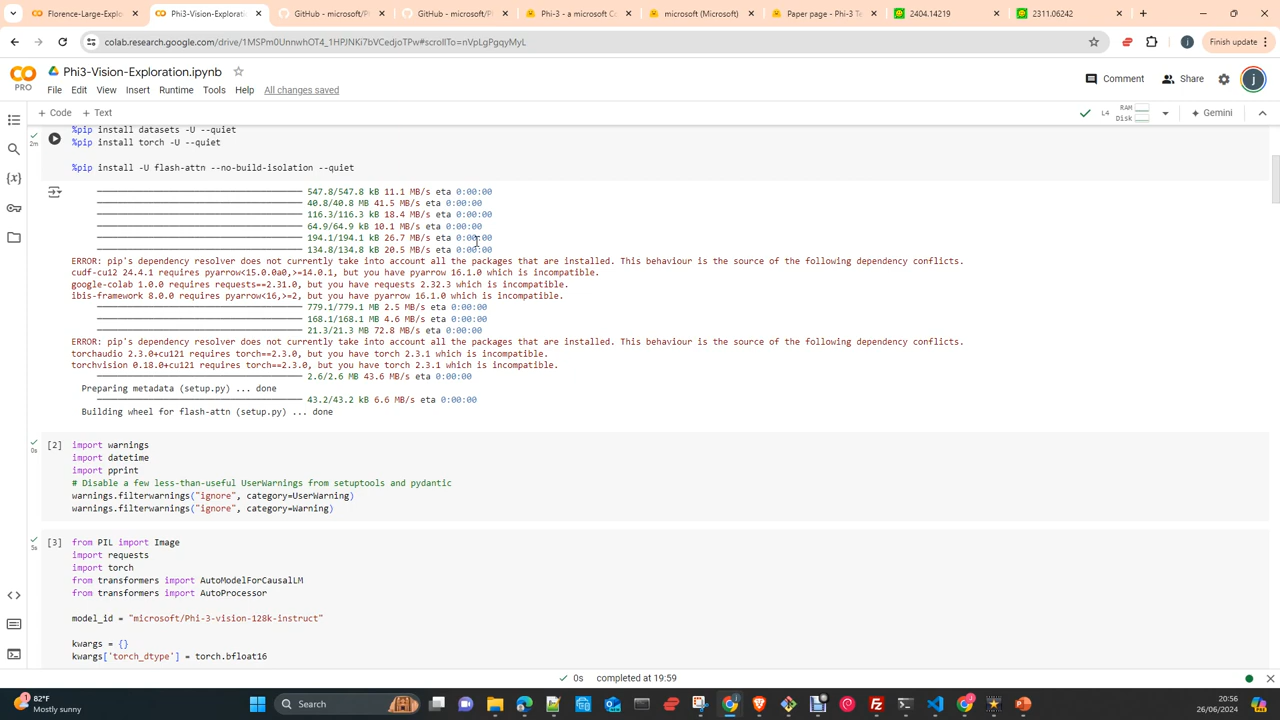 Florence-Large-Explorat
Phi3-Vision-Exploration
GitHub - microsoft/Pl
GitHub - microsoft/P
Phi-3 - a microsoft Co
microsoft (Microsoft)
Paper page - Phi-3 Te
2404.14219
2311.06242
colab.research.google.com/drive/1MSPm0UnnwhOT4_1HPJNKi7bVCedjoTPw#scrollTo=nVpLgPgqyMyL
j
Finish update
PRO
Phi3-Vision-Exploration.ipynb
Comment
Share
j
File Edit View Insert Runtime Tools Help All changes saved
+ Code + Text
L4
RAM
Disk
Gemini
2m
%pip install datasets -U --quiet
%pip install torch -U --quiet
%pip install -U flash-attn --no-build-isolation --quiet
547.8/547.8 kB 11.1 MB/s eta 0:00:00
40.8/40.8 MB 41.5 MB/s eta 0:00:00
116.3/116.3 kB 18.4 MB/s eta 0:00:00
64.9/64.9 kB 10.1 MB/s eta 0:00:00
194.1/194.1 kB 26.7 MB/s eta 0:00:00
134.8/134.8 kB 20.5 MB/s eta 0:00:00
ERROR: pip's dependency resolver does not currently take into account all the packages that are installed. This behaviour is the source of the following dependency conflicts.
cudf-cu12 24.4.1 requires pyarrow<15.0.0a0,>=14.0.1, but you have pyarrow 16.1.0 which is incompatible.
google-colab 1.0.0 requires requests==2.31.0, but you have requests 2.32.3 which is incompatible.
ibis-framework 8.0.0 requires pyarrow<16,>=2, but you have pyarrow 16.1.0 which is incompatible.
779.1/779.1 MB 2.5 MB/s eta 0:00:00
168.1/168.1 MB 4.6 MB/s eta 0:00:00
21.3/21.3 MB 72.8 MB/s eta 0:00:00
ERROR: pip's dependency resolver does not currently take into account all the packages that are installed. This behaviour is the source of the following dependency conflicts.
torchaudio 2.3.0+cu121 requires torch==2.3.0, but you have torch 2.3.1 which is incompatible.
torchvision 0.18.0+cu121 requires torch==2.3.0, but you have torch 2.3.1 which is incompatible.
2.6/2.6 MB 43.6 MB/s eta 0:00:00
Preparing metadata (setup.py) ... done
43.2/43.2 kB 6.6 MB/s eta 0:00:00
Building wheel for flash-attn (setup.py) ... done
0s
[2] import warnings
import datetime
import pprint
# Disable a few less-than-useful UserWarnings from setuptools and pydantic
warnings.filterwarnings("ignore", category=UserWarning)
warnings.filterwarnings("ignore", category=Warning)
5s
[3] from PIL import Image
import requests
import torch
from transformers import AutoModelForCausalLM
from transformers import AutoProcessor
model_id = "microsoft/Phi-3-vision-128k-instruct"
kwargs = {}
kwargs['torch_dtype'] = torch.bfloat16
0s completed at 19:59
82°F
Mostly sunny
Search
20:56
26/06/2024